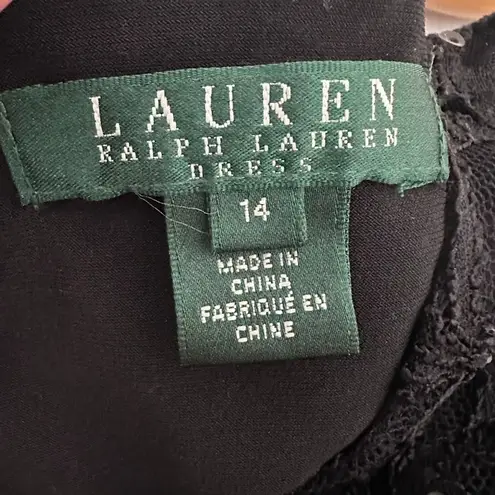 LAUREN
RALPH LAUREN
DRESS
14
MADE IN
CHINA
FABRIQUÉ EN
CHINE